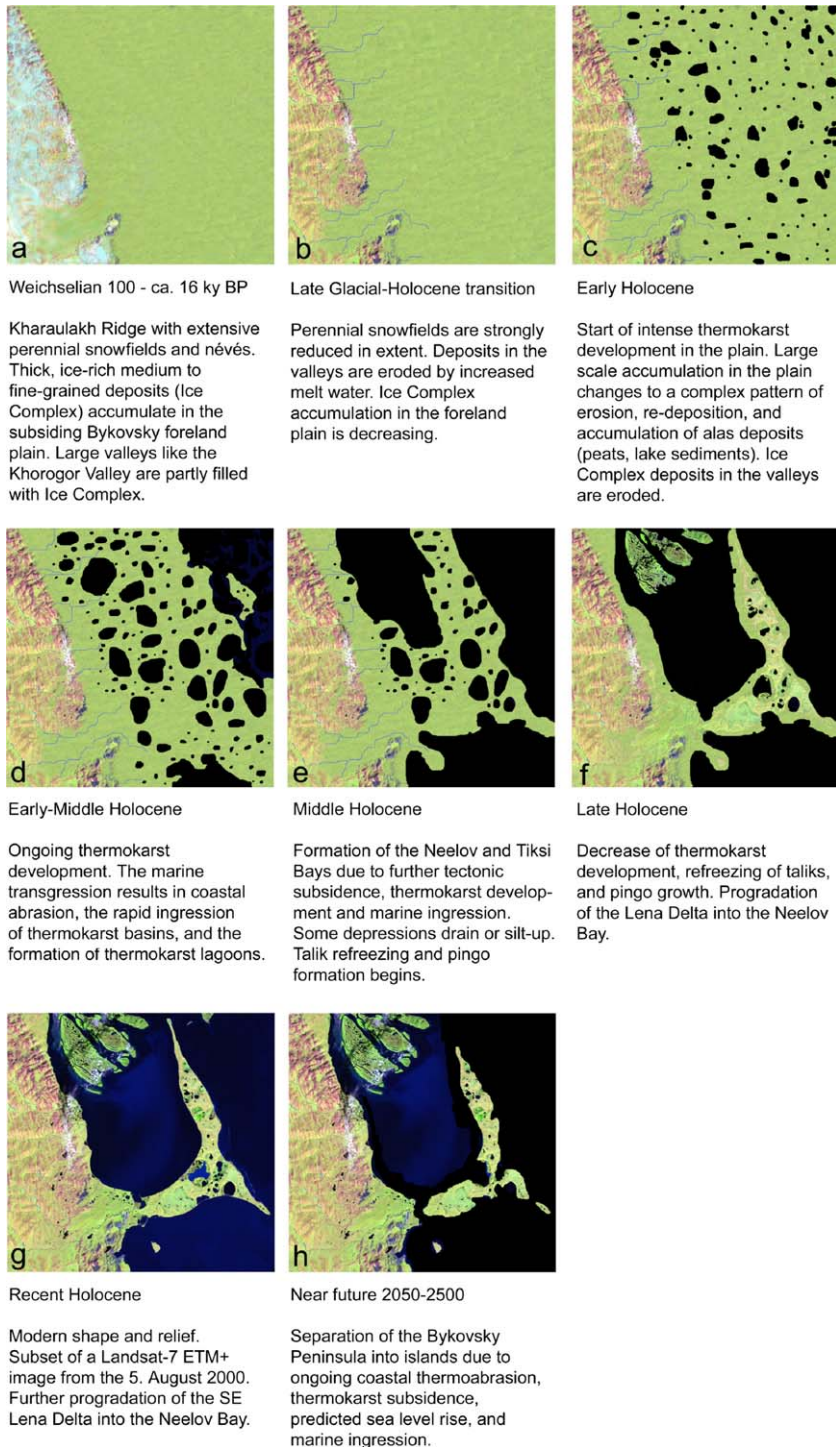 a
Weichselian 100 - ca. 16 ky BP
Kharaulakh Ridge with extensive
perennial snowfields and névés.
Thick, ice-rich medium to
fine-grained deposits (Ice
Complex) accumulate in the
subsiding Bykovsky foreland
plain. Large valleys like the
Khorogor Valley are partly filled
with Ice Complex.
b
Late Glacial-Holocene transition
Perennial snowfields are strongly
reduced in extent. Deposits in the
valleys are eroded by increased
melt water. Ice Complex
accumulation in the foreland
plain is decreasing.
c
Early Holocene
Start of intense thermokarst
development in the plain. Large
scale accumulation in the plain
changes to a complex pattern of
erosion, re-deposition, and
accumulation of alas deposits
(peats, lake sediments). Ice
Complex deposits in the valleys
are eroded.
d
Early-Middle Holocene
Ongoing thermokarst
development. The marine
transgression results in coastal
abrasion, the rapid ingression
of thermokarst basins, and the
formation of thermokarst lagoons.
e
Middle Holocene
Formation of the Neelov and Tiksi
Bays due to further tectonic
subsidence, thermokarst develop-
ment and marine ingression.
Some depressions drain or silt-up.
Talik refreezing and pingo
formation begins.
f
Late Holocene
Decrease of thermokarst
development, refreezing of taliks,
and pingo growth. Progradation
of the Lena Delta into the Neelov
Bay.
g
Recent Holocene
Modern shape and relief.
Subset of a Landsat-7 ETM+
image from the 5. August 2000.
Further progradation of the SE
Lena Delta into the Neelov Bay.
h
Near future 2050-2500
Separation of the Bykovsky
Peninsula into islands due to
ongoing coastal thermoabrasion,
thermokarst subsidence,
predicted sea level rise, and
marine ingression.